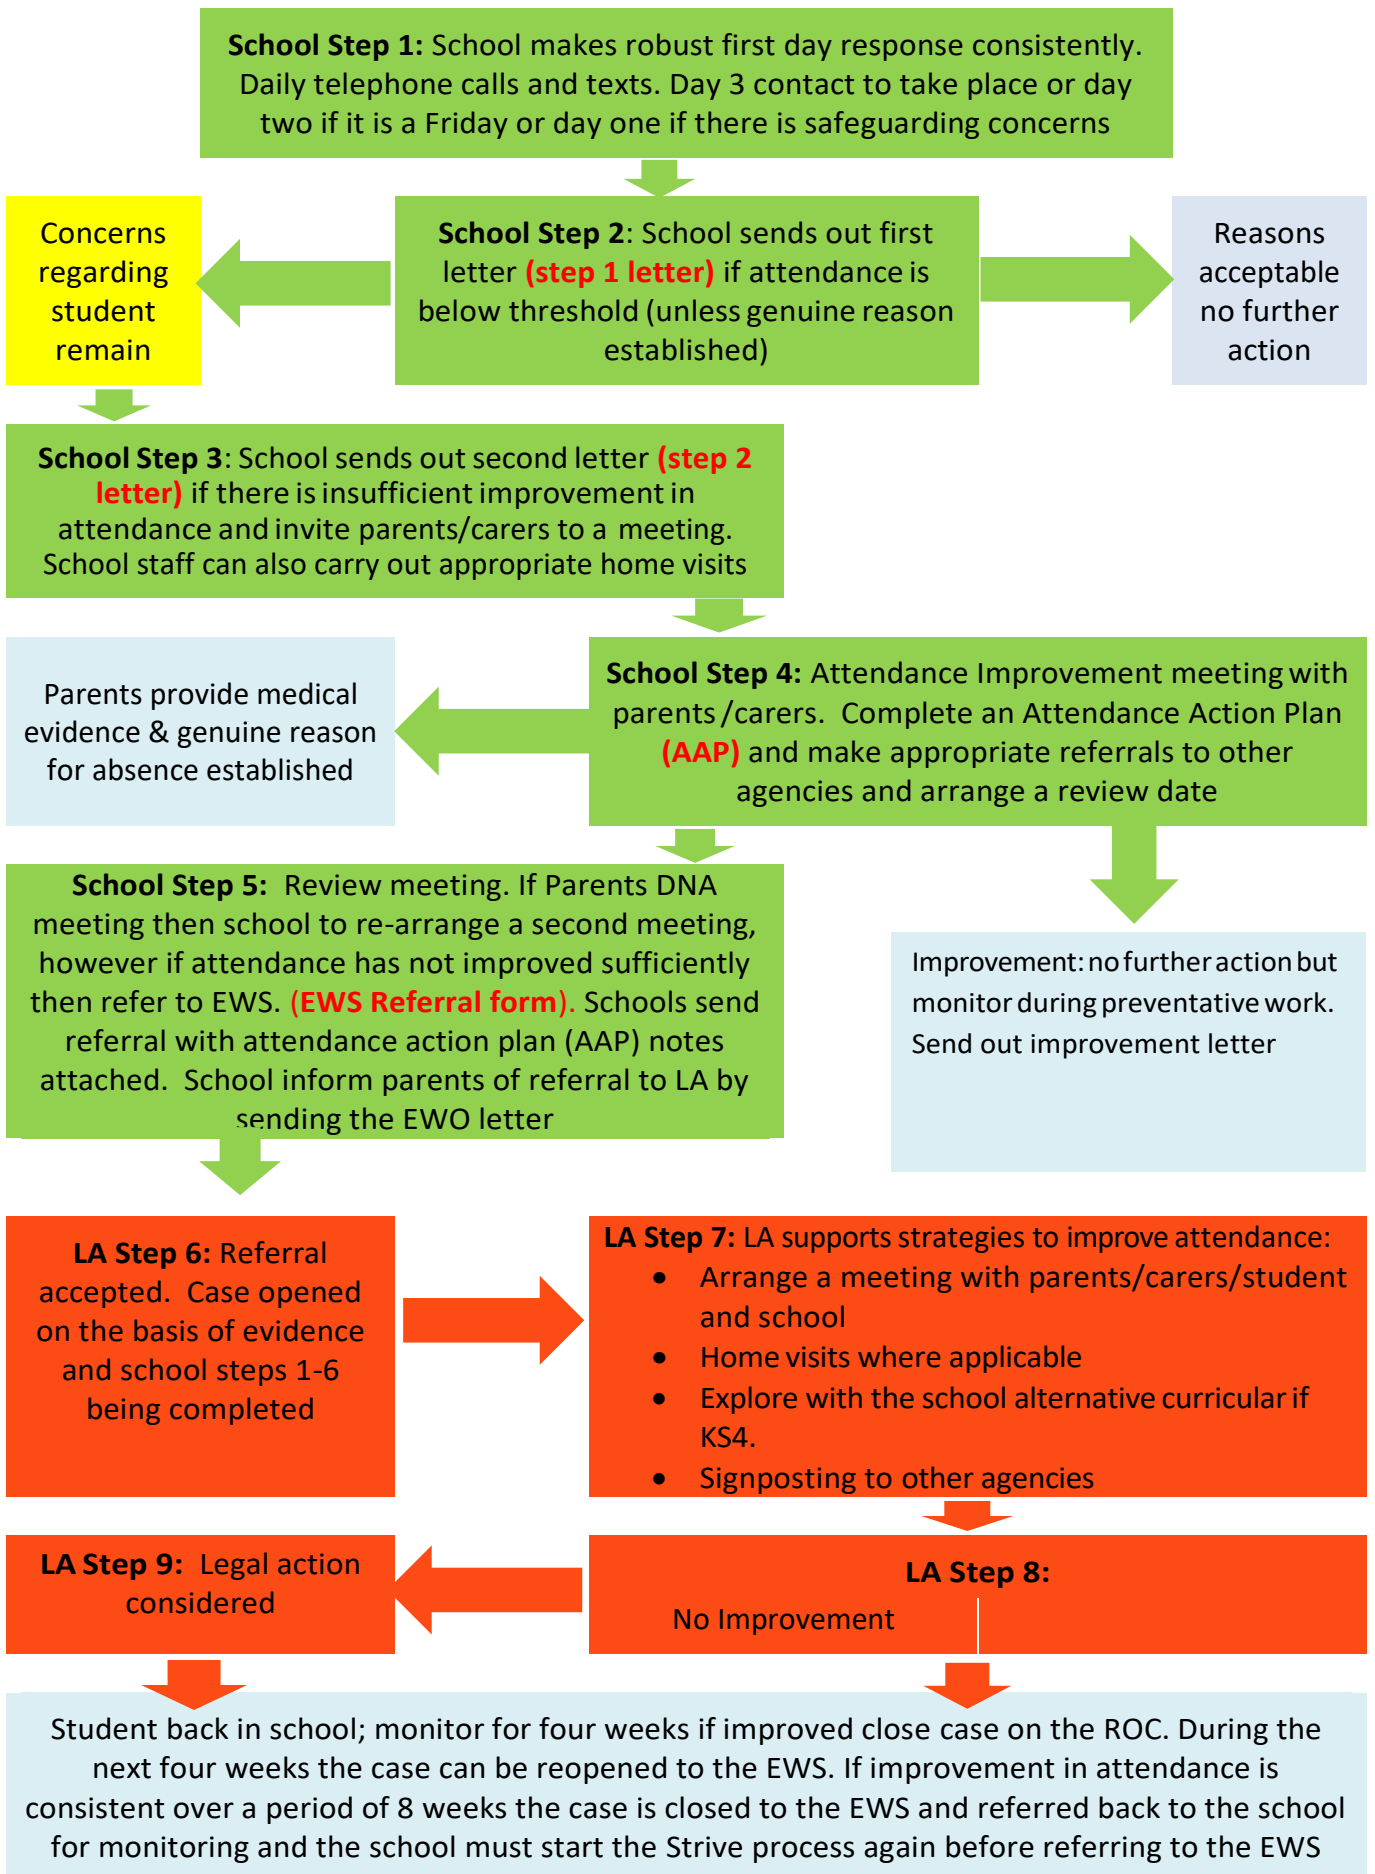 School Step 1: School makes robust first day response consistently.
Daily telephone calls and texts. Day 3 contact to take place or day
two if it is a Friday or day one if there is safeguarding concerns
Concerns
regarding
student
remain
School Step 2: School sends out first
letter (step 1 letter) if attendance is
below threshold (unless genuine reason
established)
Reasons
acceptable
no further
action
School Step 3: School sends out second letter (step 2
letter) if there is insufficient improvement in
attendance and invite parents/carers to a meeting.
School staff can also carry out appropriate home visits
Parents provide medical
evidence & genuine reason
for absence established
School Step 4: Attendance Improvement meeting with
parents/carers. Complete an Attendance Action Plan
(AAP) and make appropriate referrals to other
agencies and arrange a review date
School Step 5: Review meeting. If Parents DNA
meeting then school to re-arrange a second meeting,
however if attendance has not improved sufficiently
then refer to EWS. (EWS Referral form). Schools send
referral with attendance action plan (AAP) notes
attached. School inform parents of referral to LA by
sending the EWO letter
Improvement: no further action but
monitor during preventative work.
Send out improvement letter
LA Step 6: Referral
accepted. Case opened
on the basis of evidence
and school steps 1-6
being completed
LA Step 7: LA supports strategies to improve attendance:
• Arrange a meeting with parents/carers/student
and school
• Home visits where applicable
• Explore with the school alternative curricular if
KS4.
• Signposting to other agencies
LA Step 9: Legal action
considered
LA Step 8:
No Improvement
Student back in school; monitor for four weeks if improved close case on the ROC. During the
next four weeks the case can be reopened to the EWS. If improvement in attendance is
consistent over a period of 8 weeks the case is closed to the EWS and referred back to the school
for monitoring and the school must start the Strive process again before referring to the EWS